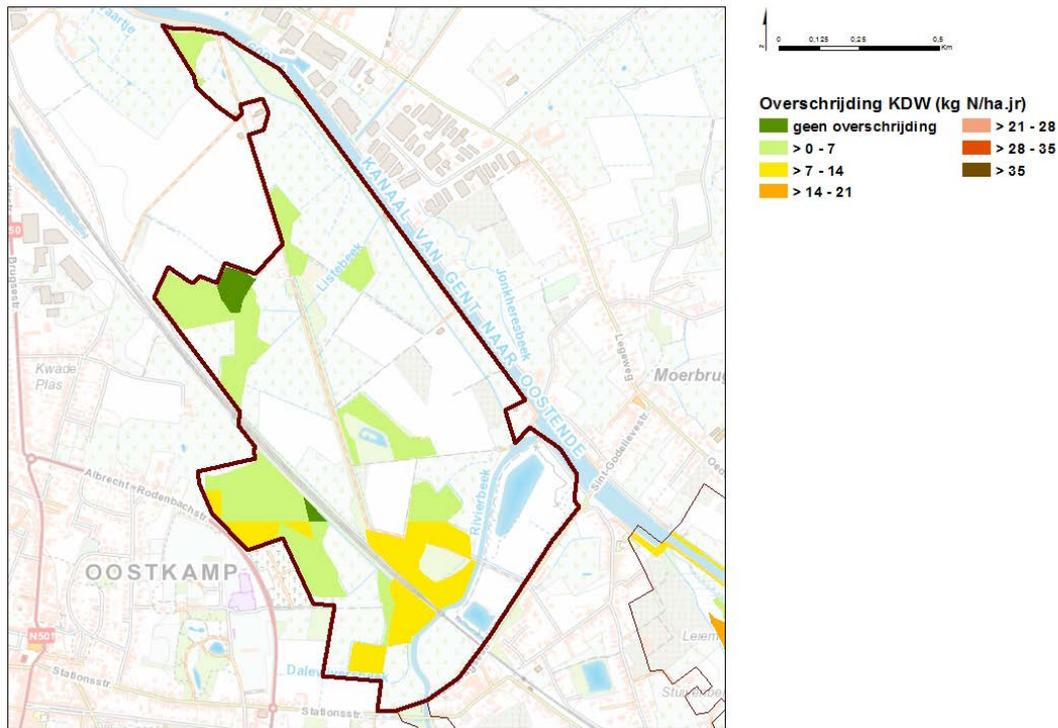 N
0 0,125 0,25 0,5
Km
Overschrijding KDW (kg N/ha.jr)
geen overschrijding
> 0 - 7
> 7 - 14
> 14 - 21
> 21 - 28
> 28 - 35
> 35
KANAAL VAN GENT NAAR OOSTENDE
Listebeek
Jonkheresbeek
Legeweg
Moerbrug
Kwade
Plas
Sint-Godelievestr.
Rivierbeek
Albrecht-Rodenbachstr.
OOSTKAMP
N501
Stationsstr.
Stationsstr.